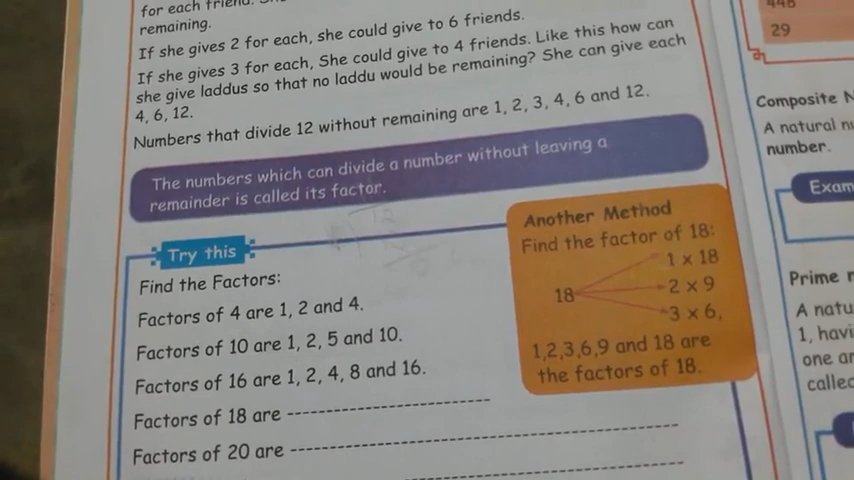 for each friend.
remaining.
If she gives 2 for each, she could give to 6 friends.
If she gives 3 for each, She could give to 4 friends. Like this how can
she give laddus so that no laddu would be remaining? She can give each
4, 6, 12.
Numbers that divide 12 without remaining are 1, 2, 3, 4, 6 and 12.
The numbers which can divide a number without leaving a
remainder is called its factor.
Try this
Find the Factors:
Factors of 4 are 1, 2 and 4.
Factors of 10 are 1, 2, 5 and 10.
Factors of 16 are 1, 2, 4, 8 and 16.
Factors of 18 are
Factors of 20 are
Another Method
Find the factor of 18:
1 x 18
18 2 x 9
3 x 6,
1,2,3,6,9 and 18 are
the factors of 18.
448
29
Composite
A natural
number.
Exam
Prime
A natu
1, havi
one
called